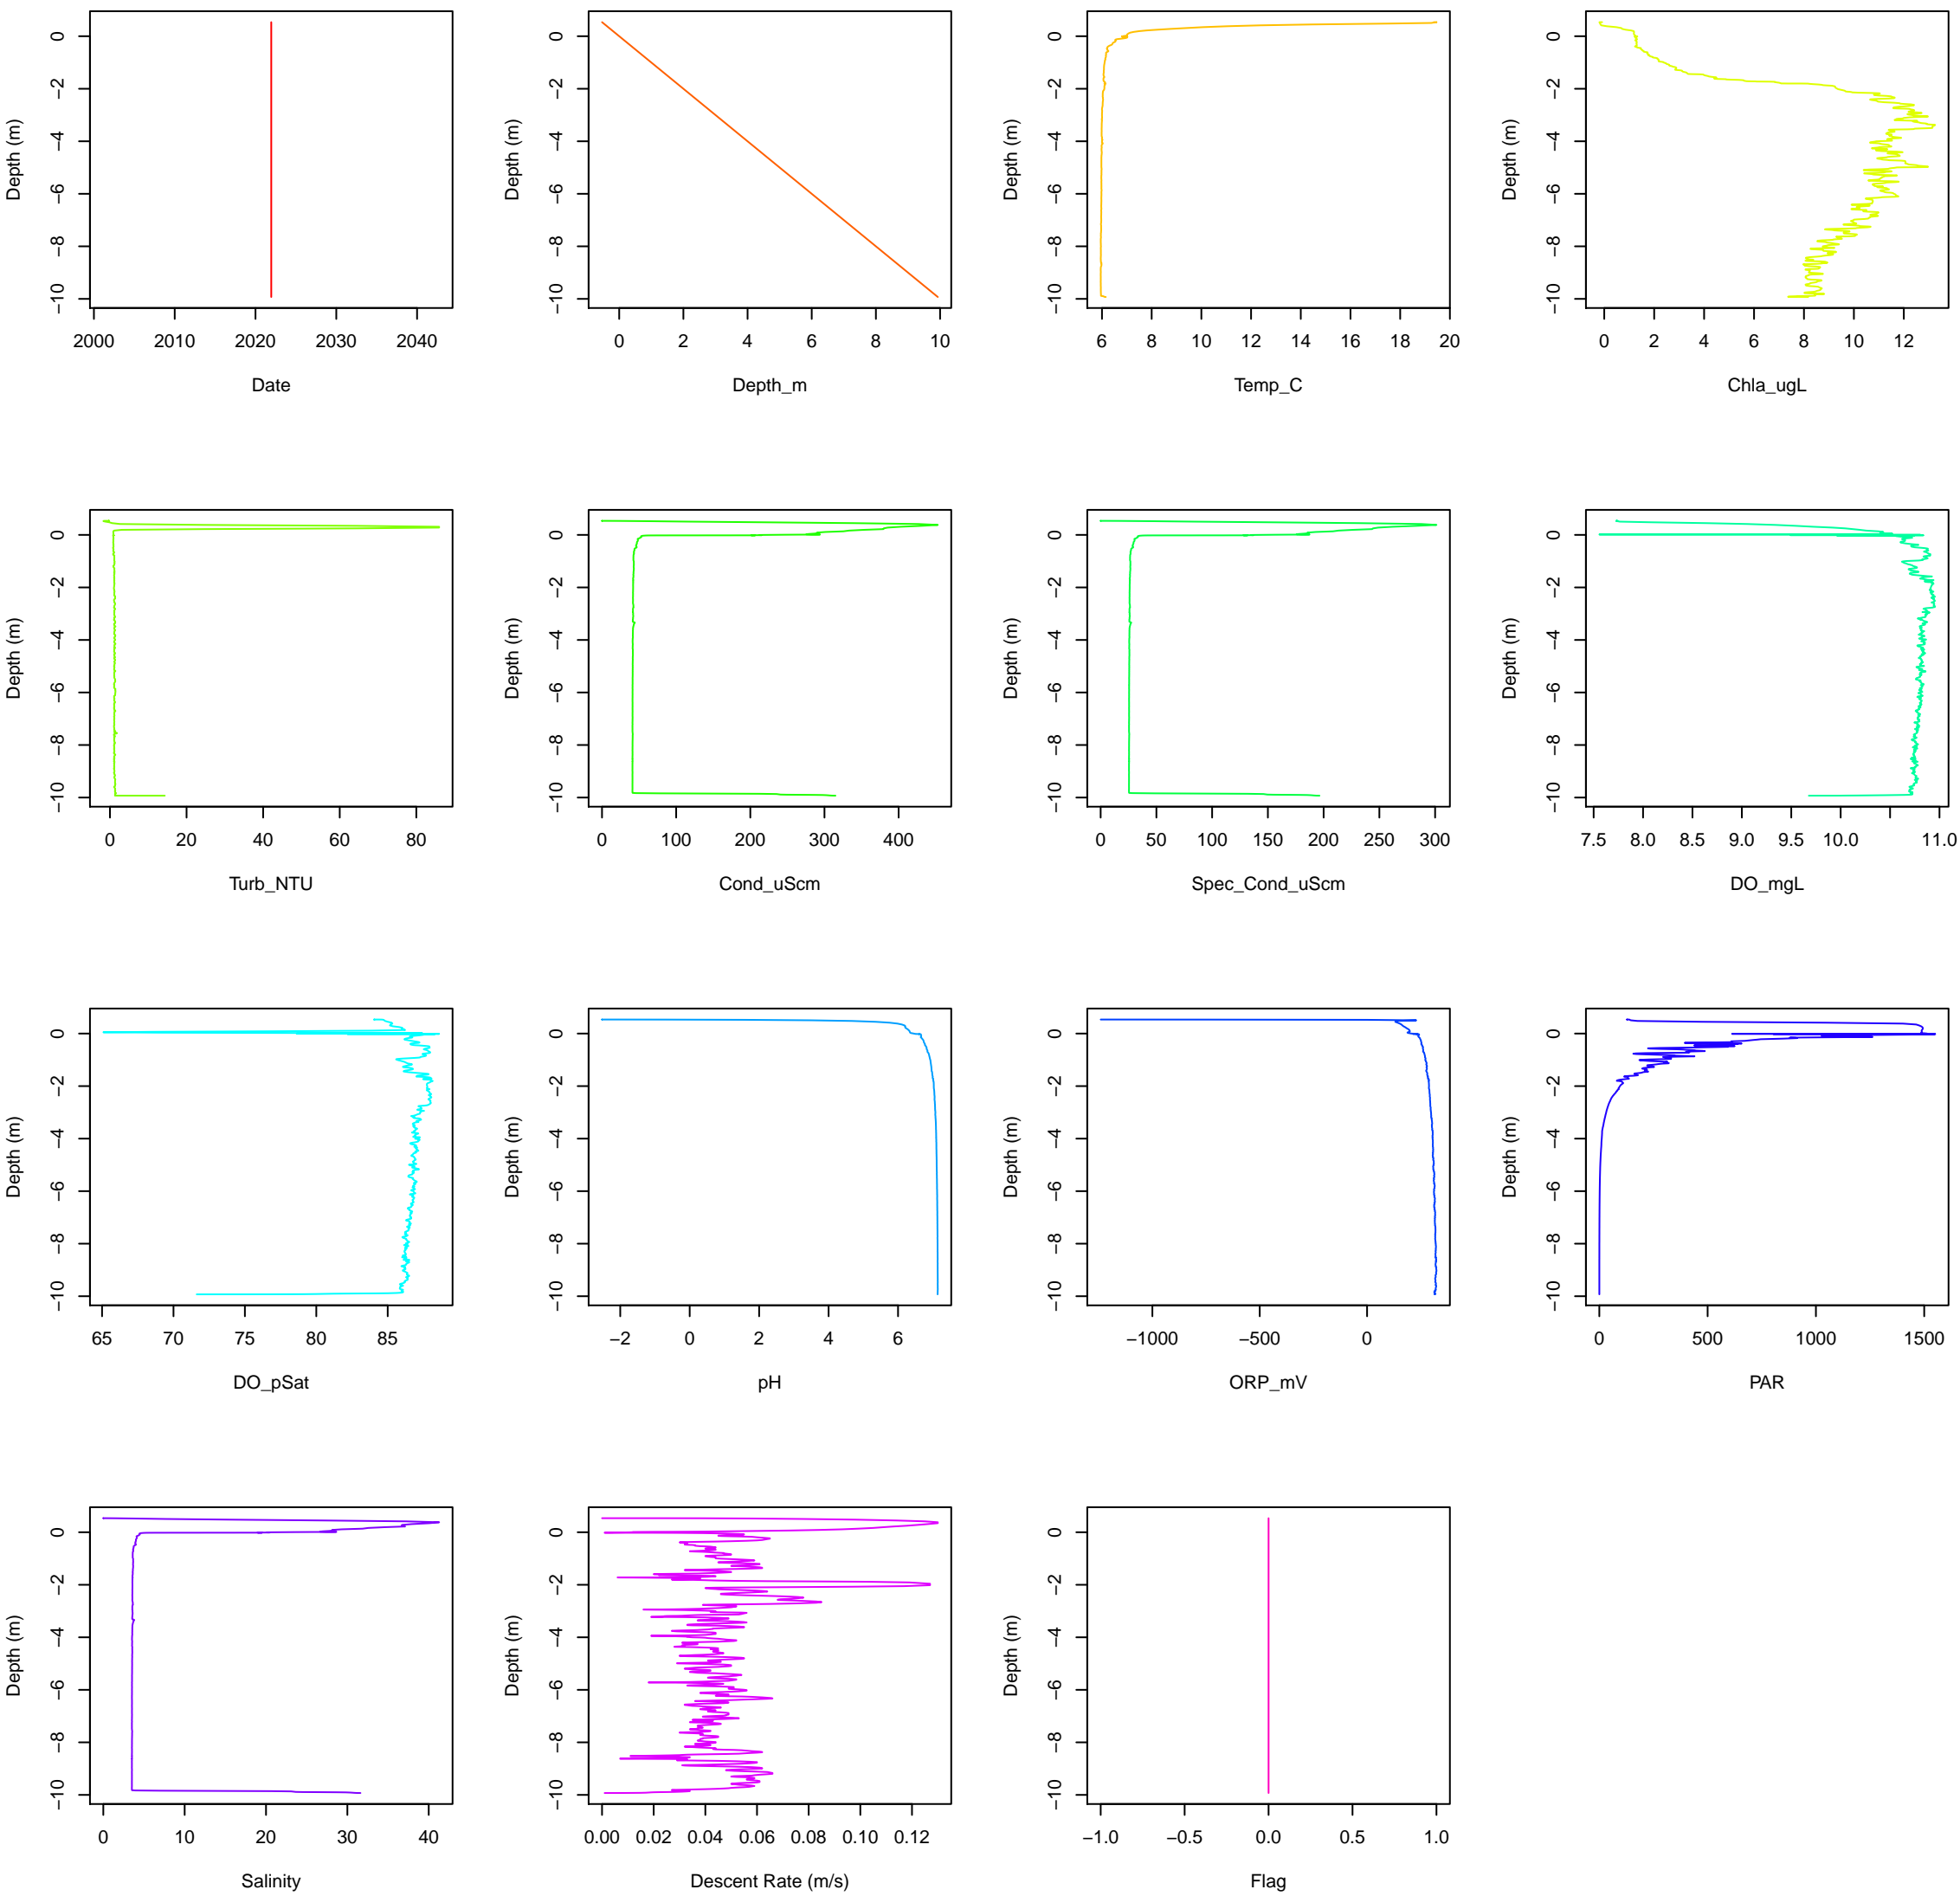 Depth (m)
0
−2
−4
−6
−8
−10
2000 2010 2020 2030 2040
Date
Depth (m)
0
−2
−4
−6
−8
−10
0 2 4 6 8 10
Depth_m
Depth (m)
0
−2
−4
−6
−8
−10
6 8 10 12 14 16 18 20
Temp_C
Depth (m)
0
−2
−4
−6
−8
−10
0 2 4 6 8 10 12
Chla_ugL
Depth (m)
0
−2
−4
−6
−8
−10
0 20 40 60 80
Turb_NTU
Depth (m)
0
−2
−4
−6
−8
−10
0 100 200 300 400
Cond_uScm
Depth (m)
0
−2
−4
−6
−8
−10
0 50 100 150 200 250 300
Spec_Cond_uScm
Depth (m)
0
−2
−4
−6
−8
−10
7.5 8.0 8.5 9.0 9.5 10.0 11.0
DO_mgL
Depth (m)
0
−2
−4
−6
−8
−10
65 70 75 80 85
DO_pSat
Depth (m)
0
−2
−4
−6
−8
−10
−2 0 2 4 6
pH
Depth (m)
0
−2
−4
−6
−8
−10
−1000 −500 0
ORP_mV
Depth (m)
0
−2
−4
−6
−8
−10
0 500 1000 1500
PAR
Depth (m)
0
−2
−4
−6
−8
−10
0 10 20 30 40
Salinity
Depth (m)
0
−2
−4
−6
−8
−10
0.00 0.02 0.04 0.06 0.08 0.10 0.12
Descent Rate (m/s)
Depth (m)
0
−2
−4
−6
−8
−10
−1.0 −0.5 0.0 0.5 1.0
Flag